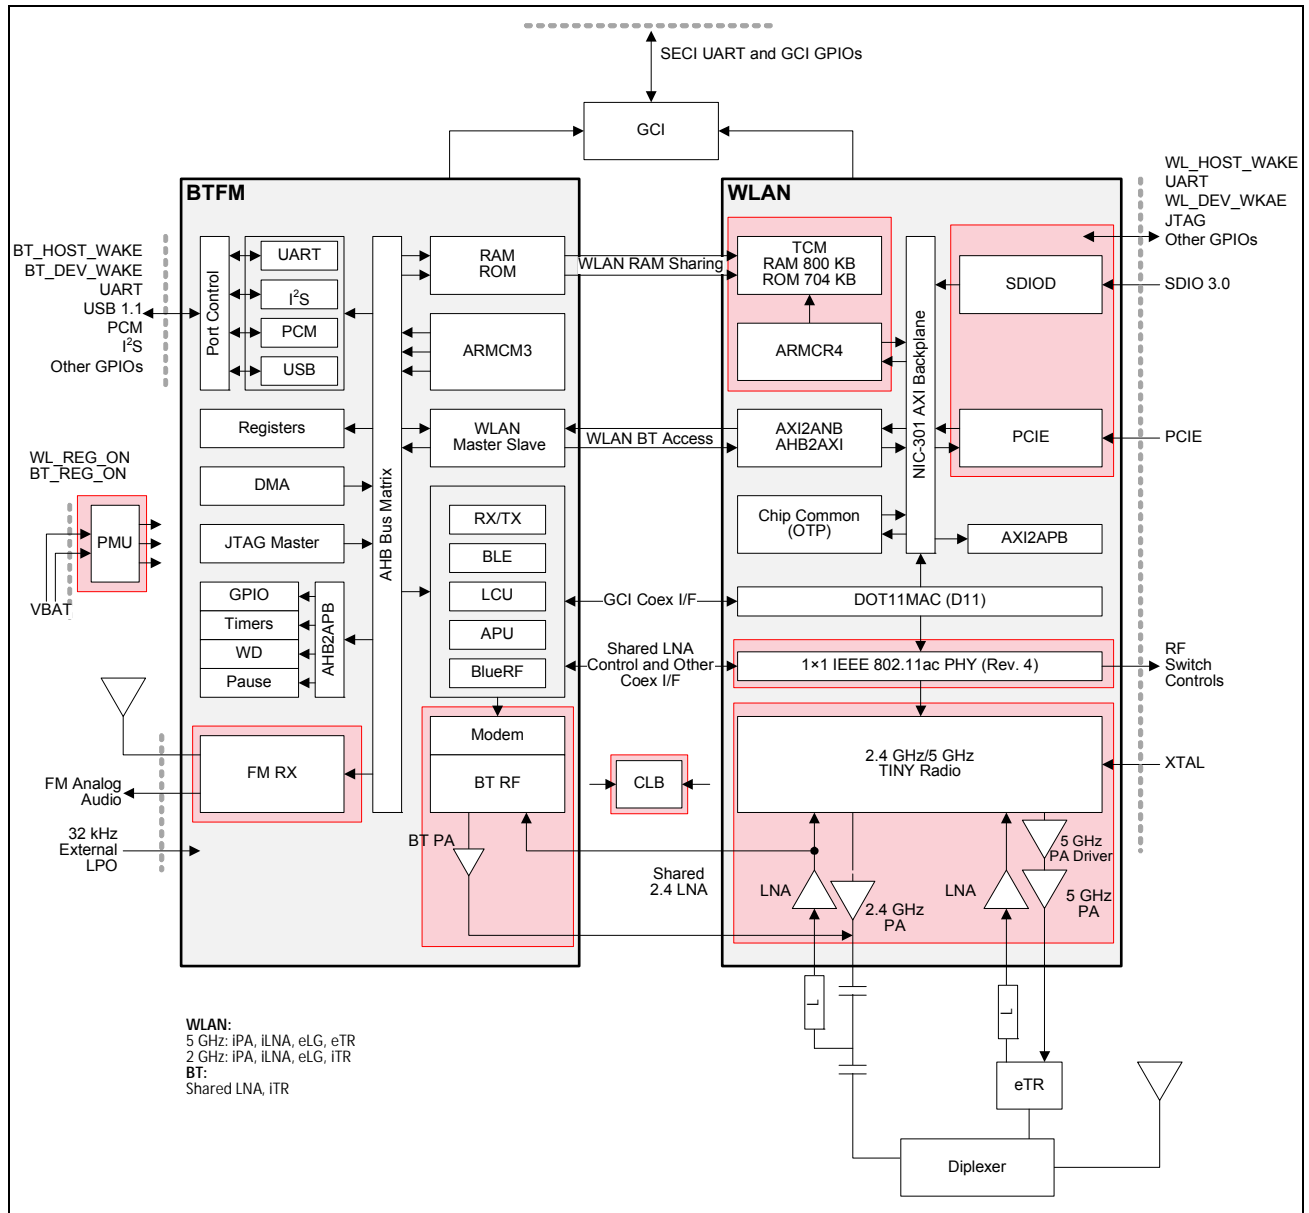 SECI UART and GCI GPIOs
GCI
BTFM
WLAN
BT_HOST_WAKE
BT_DEV_WAKE
UART
USB 1.1
PCM
I²S
Other GPIOs
Port Control
UART
I²S
PCM
USB
Registers
DMA
JTAG Master
GPIO
Timers
WD
Pause
AHB2APB
AHB Bus Matrix
RAM
ROM
ARMCM3
WLAN
Master Slave
RX/TX
BLE
LCU
APU
BlueRF
Modem
BT RF
BT PA
FM RX
WL_REG_ON
BT_REG_ON
PMU
VBAT
FM Analog
Audio
32 kHz
External
LPO
WLAN RAM Sharing
WLAN BT Access
GCI Coex I/F
Shared LNA
Control and Other
Coex I/F
CLB
Shared
2.4 LNA
TCM
RAM 800 KB
ROM 704 KB
ARMCR4
AXI2ANB
AHB2AXI
Chip Common
(OTP)
NIC-301 AXI Backplane
SDIOD
PCIE
AXI2APB
DOT11MAC (D11)
1×1 IEEE 802.11ac PHY (Rev. 4)
2.4 GHz/5 GHz
TINY Radio
LNA
2.4 GHz
PA
LNA
5 GHz
PA Driver
5 GHz
PA
WL_HOST_WAKE
UART
WL_DEV_WKAE
JTAG
Other GPIOs
SDIO 3.0
PCIE
RF
Switch
Controls
XTAL
L
L
eTR
Diplexer
WLAN:
5 GHz: iPA, iLNA, eLG, eTR
2 GHz: iPA, iLNA, eLG, iTR
BT:
Shared LNA, iTR